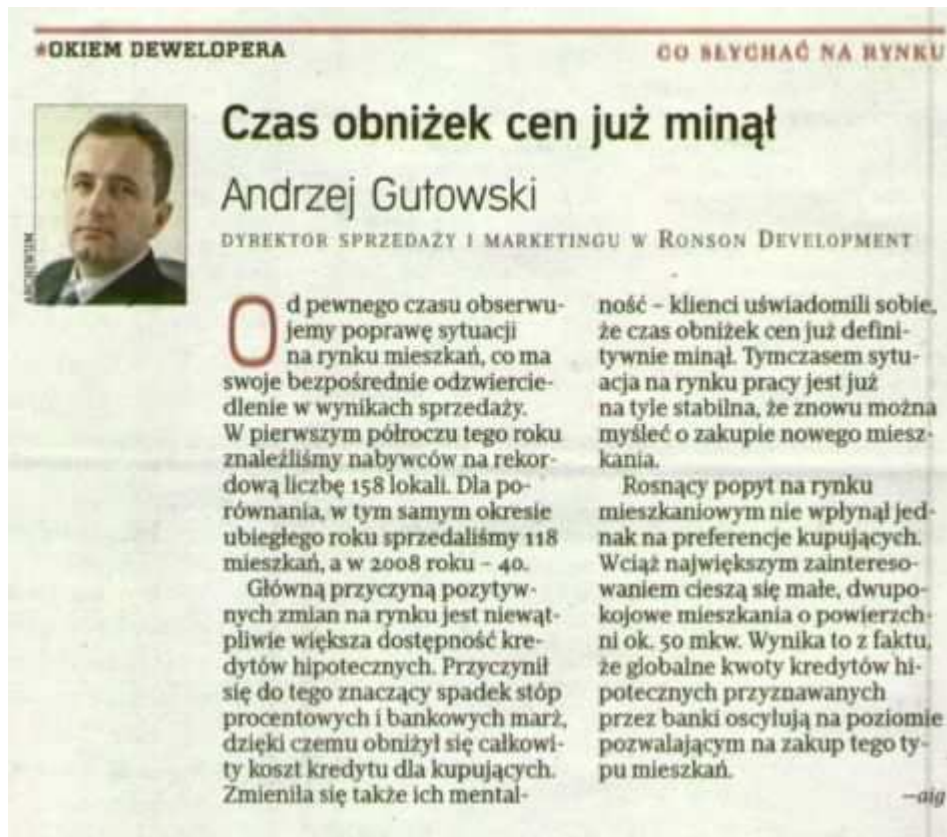 #OKIEM DEWELOPERA
CO SŁYCHAĆ NA RYNKU
ARCHIWUM
Czas obniżek cen już minął
Andrzej Gutowski
DYREKTOR SPRZEDAŻY I MARKETINGU W RONSON DEVELOPMENT
Od pewnego czasu obserwu-
jemy poprawę sytuacji
na rynku mieszkań, co ma
swoje bezpośrednie odzwiercie-
dlenie w wynikach sprzedaży.
W pierwszym półroczu tego roku
znaleźliśmy nabywców na rekor-
dową liczbę 158 lokali. Dla po-
równania, w tym samym okresie
ubiegłego roku sprzedaliśmy 118
mieszkań, a w 2008 roku – 40.
Główną przyczyną pozytyw-
nych zmian na rynku jest niewąt-
pliwie większa dostępność kre-
dytów hipotecznych. Przyczynił
się do tego znaczący spadek stóp
procentowych i bankowych marż,
dzięki czemu obniżył się całkowi-
ty koszt kredytu dla kupujących.
Zmieniła się także ich mental-
ność – klienci uświadomili sobie,
że czas obniżek cen już defini-
tywnie minął. Tymczasem sytu-
acja na rynku pracy jest już
na tyle stabilna, że znowu można
myśleć o zakupie nowego miesz-
kania.
Rosnący popyt na rynku
mieszkaniowym nie wpłynął jed-
nak na preferencje kupujących.
Wciąż największym zaintereso-
waniem cieszą się małe, dwupo-
kojowe mieszkania o powierzch-
ni ok. 50 mkw. Wynika to z faktu,
że globalne kwoty kredytów hi-
potecznych przyznawanych
przez banki oscylują na poziomie
pozwalającym na zakup tego ty-
pu mieszkań.
—aig